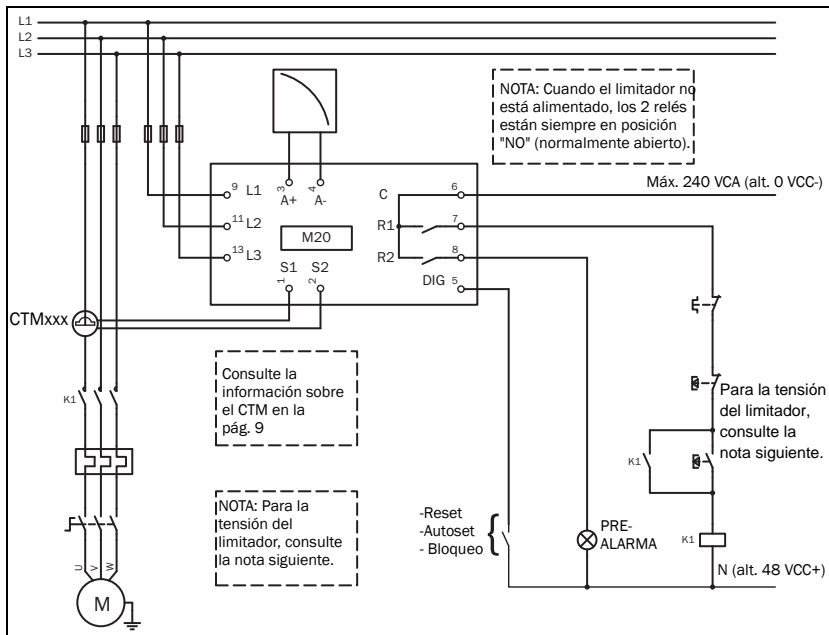 L1
L2
L3
NOTA: Cuando el limitador no
está alimentado, los 2 relés
están siempre en posición
"NO" (normalmente abierto).
Máx. 240 VCA (alt. 0 VCC-)
9 L1
11 L2
13 L3
3 A+
4 A-
M20
S1 S2
1 2
C 6
R1 7
R2 8
DIG 5
CTMxxx
Consulte la
información sobre
el CTM en la
pág. 9
K1
Para la tensión
del limitador,
consulte la
nota siguiente.
K1
NOTA: Para la
tensión del
limitador, consulte
la nota siguiente.
-Reset
-Autoset
- Bloqueo
PRE-
ALARMA
K1
N (alt. 48 VCC+)
U V W
M